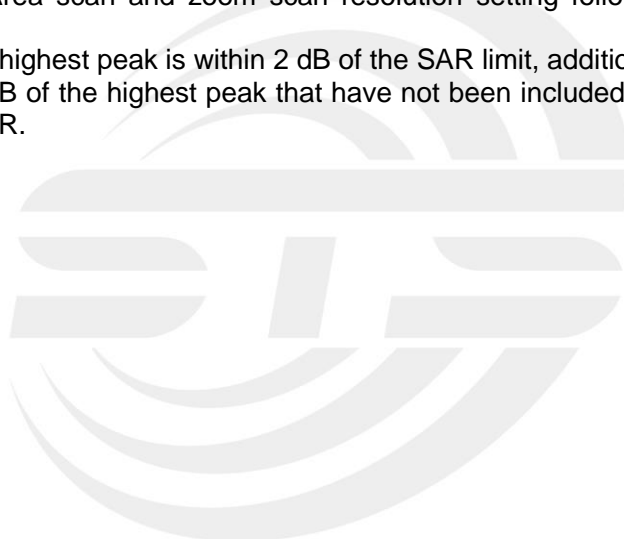 Area scan and zoom scan resolution setting follo
highest peak is within 2 dB of the SAR limit, additio
B of the highest peak that have not been included
R.
STS